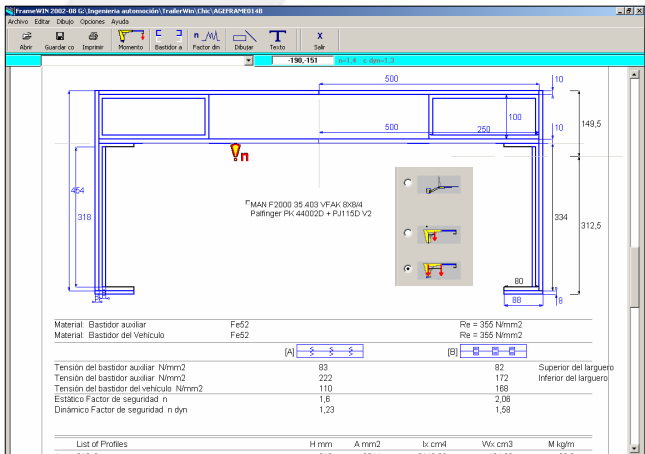 FrameWIN 2002-08 G:\Ingenieria automoción\TrailerWin\Chic\AGEFRAME014B
Archivo Editar Dibujo Opciones Ayuda
Abrir Guardar co Imprimir Momento Bastidor a Factor din Dibujar Texto Salir
-190,-151 n=1,4 c dyn=1,3
500 10
100 149,5
500 250 10
n
454
318
MAN F2000 35.403 VFAK 8X8/4
Palfinger PK 44002D + PJ115D V2
334
312,5
80
88 8
Material: Bastidor auxiliar Fe52 Re = 355 N/mm2
Material: Bastidor del Vehículo Fe52 Re = 355 N/mm2
[A] [B]
Tensión del bastidor auxiliar N/mm2 83 82 Superior del larguero
Tensión del bastidor auxiliar N/mm2 222 172 Inferior del larguero
Tensión del bastidor del vehículo N/mm2 110 168
Estático Factor de seguridad n 1,6 2,06
Dinámico Factor de seguridad n dyn 1,23 1,58
List of Profiles H mm A mm2 Ix cm4 Wx cm3 M kg/m